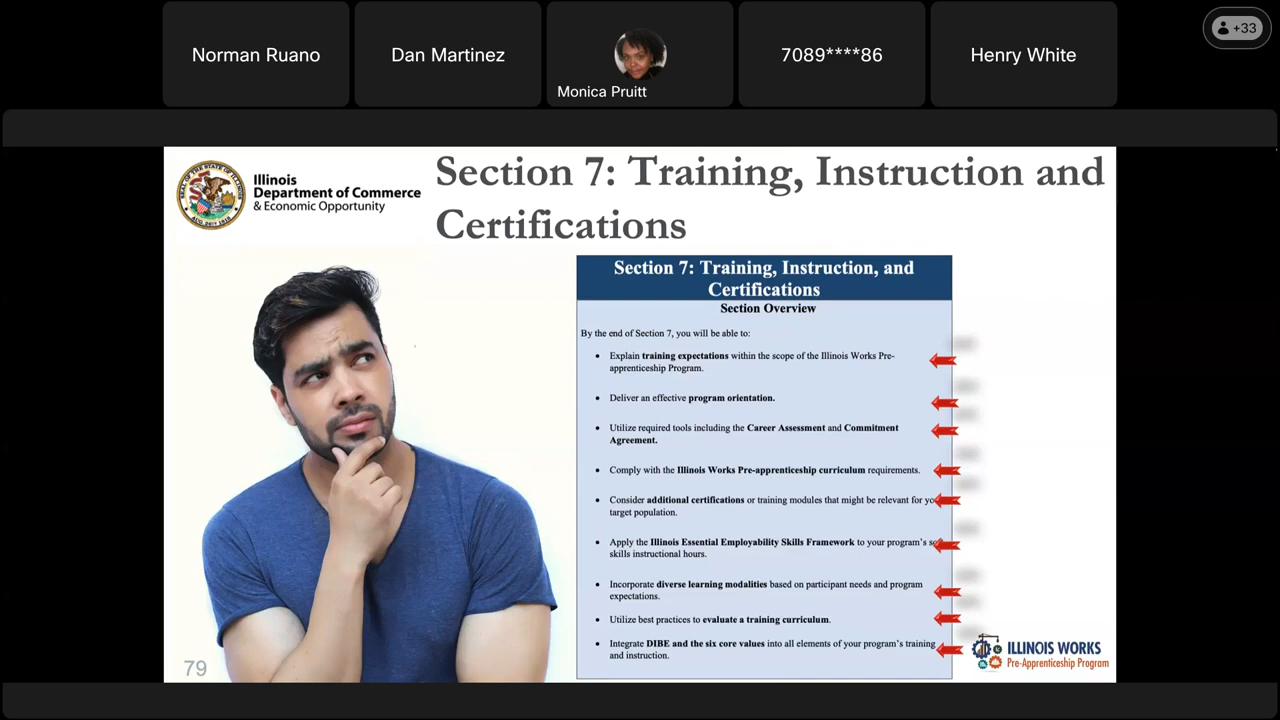 Norman Ruano
Dan Martinez
Monica Pruitt
7089****86
Henry White
+33
Illinois
Department of Commerce
& Economic Opportunity
Section 7: Training, Instruction and
Certifications
Section 7: Training, Instruction, and
Certifications
Section Overview
By the end of Section 7, you will be able to:
• Explain training expectations within the scope of the Illinois Works Pre-
apprenticeship Program.
• Deliver an effective program orientation.
• Utilize required tools including the Career Assessment and Commitment
Agreement.
• Comply with the Illinois Works Pre-apprenticeship curriculum requirements.
• Consider additional certifications or training modules that might be relevant for
target population.
• Apply the Illinois Essential Employability Skills Framework to your program's
skills instructional hours.
• Incorporate diverse learning modalities based on participant needs and program
expectations.
• Utilize best practices to evaluate a training curriculum.
• Integrate DIBE and the six core values into all elements of your program's training
and instruction.
79
ILLINOIS WORKS
Pre-Apprenticeship Program